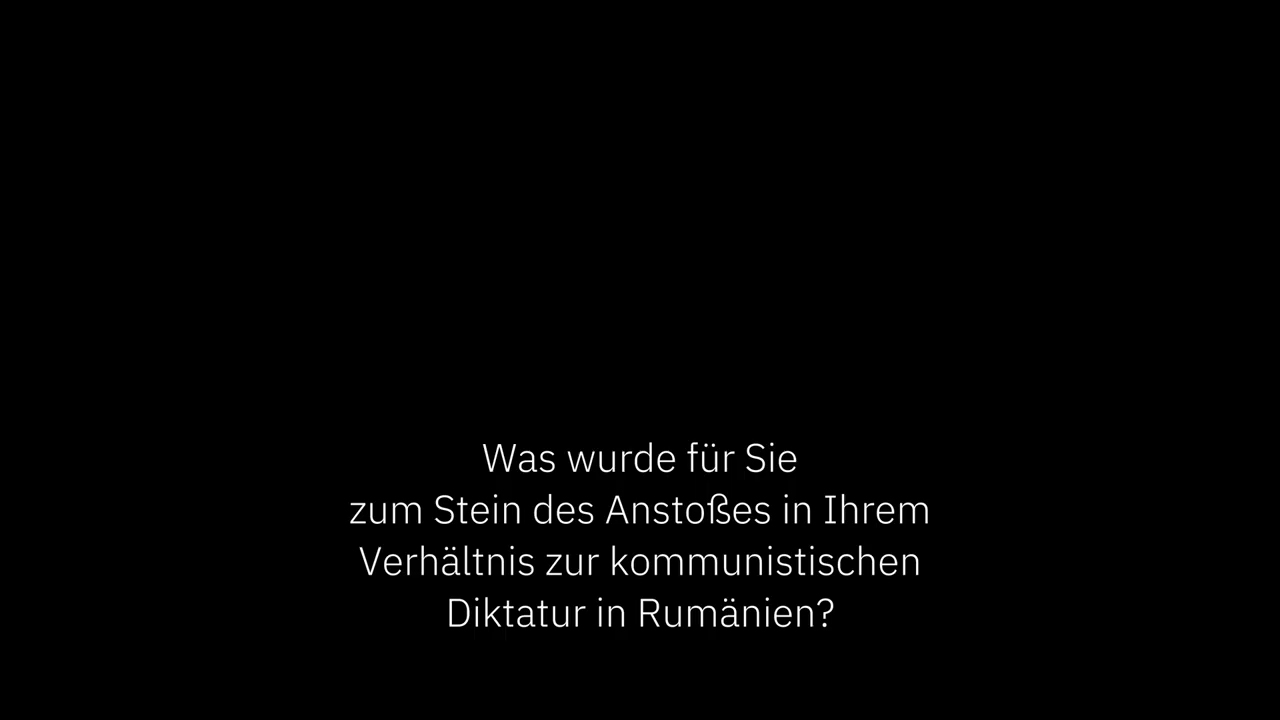 Was wurde für Sie
zum Stein des Anstoßes in Ihrem
Verhältnis zur kommunistischen
Diktatur in Rumänien?